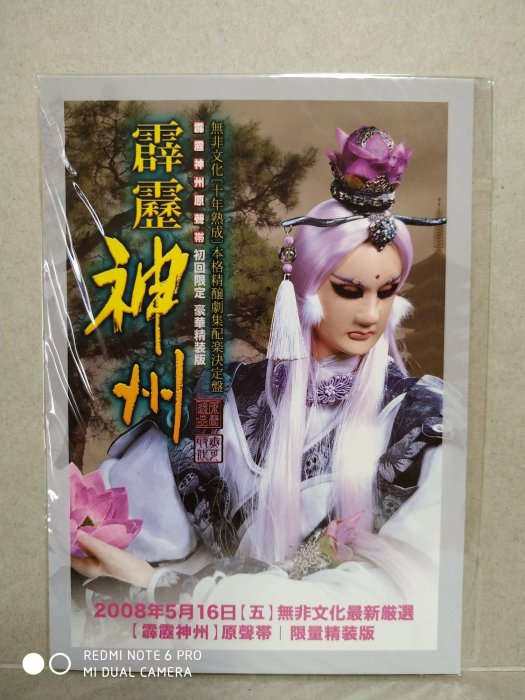 霹靂
神州
無非文化【十年熟成】本格精釀劇集配楽決定盤
霹靂神州原聲帯 初回限定 豪華精裝版
2008年5月16日【五】無非文化最新嚴選
【霹靂神州】原聲帶｜限量精裝版
REDMI NOTE 6 PRO
MI DUAL CAMERA